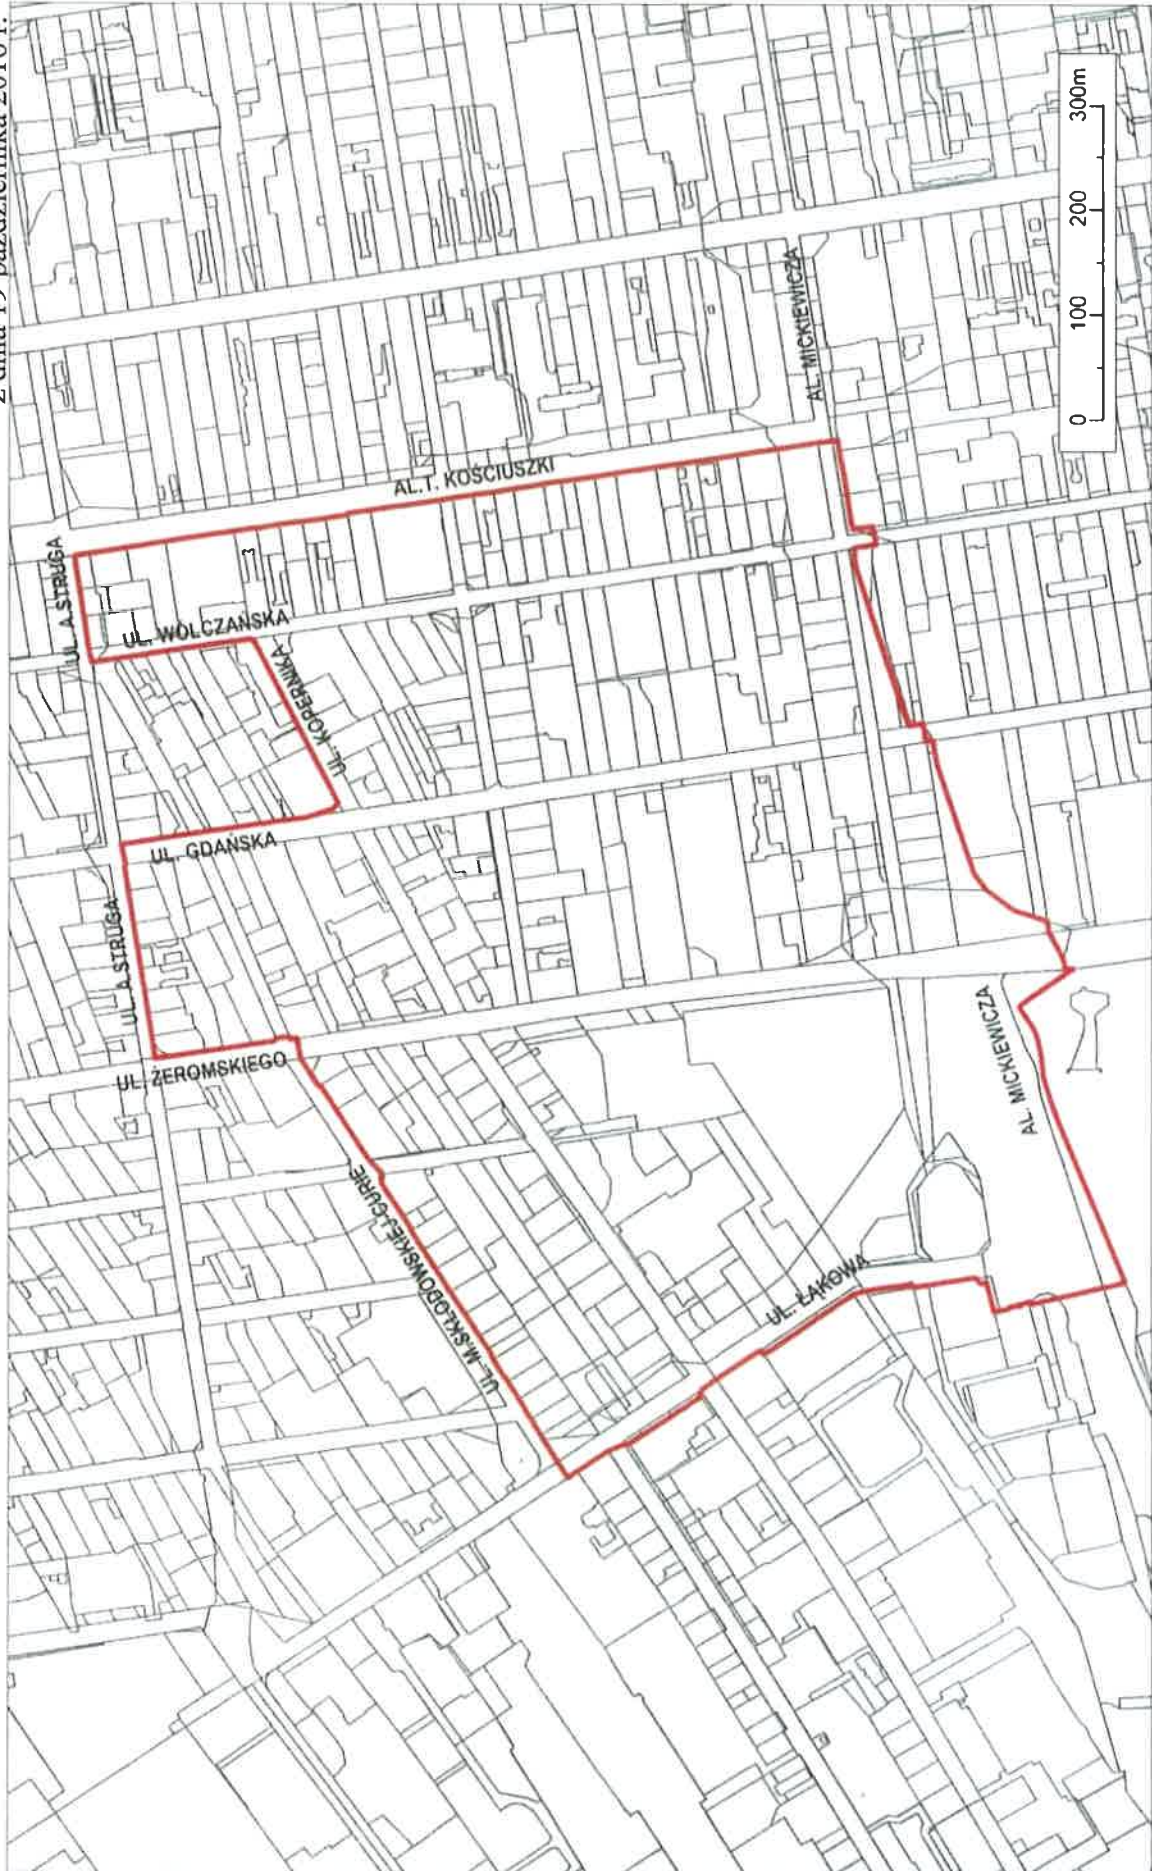 z dnia 19 października 2016 r.
UL. A.STRUGA
UL. WÓLCZAŃSKA
UL. KOPERNIKA
AL.T. KOŚCIUSZKI
AL. MICKIEWICZA
UL. A.STRUGA
UL. GDAŃSKA
UL. ŻEROMSKIEGO
UL. M.SKŁODOWSKIEJ-CURIE
UL. ŁĄKOWA
AL. MICKIEWICZA
0 100 200 300m